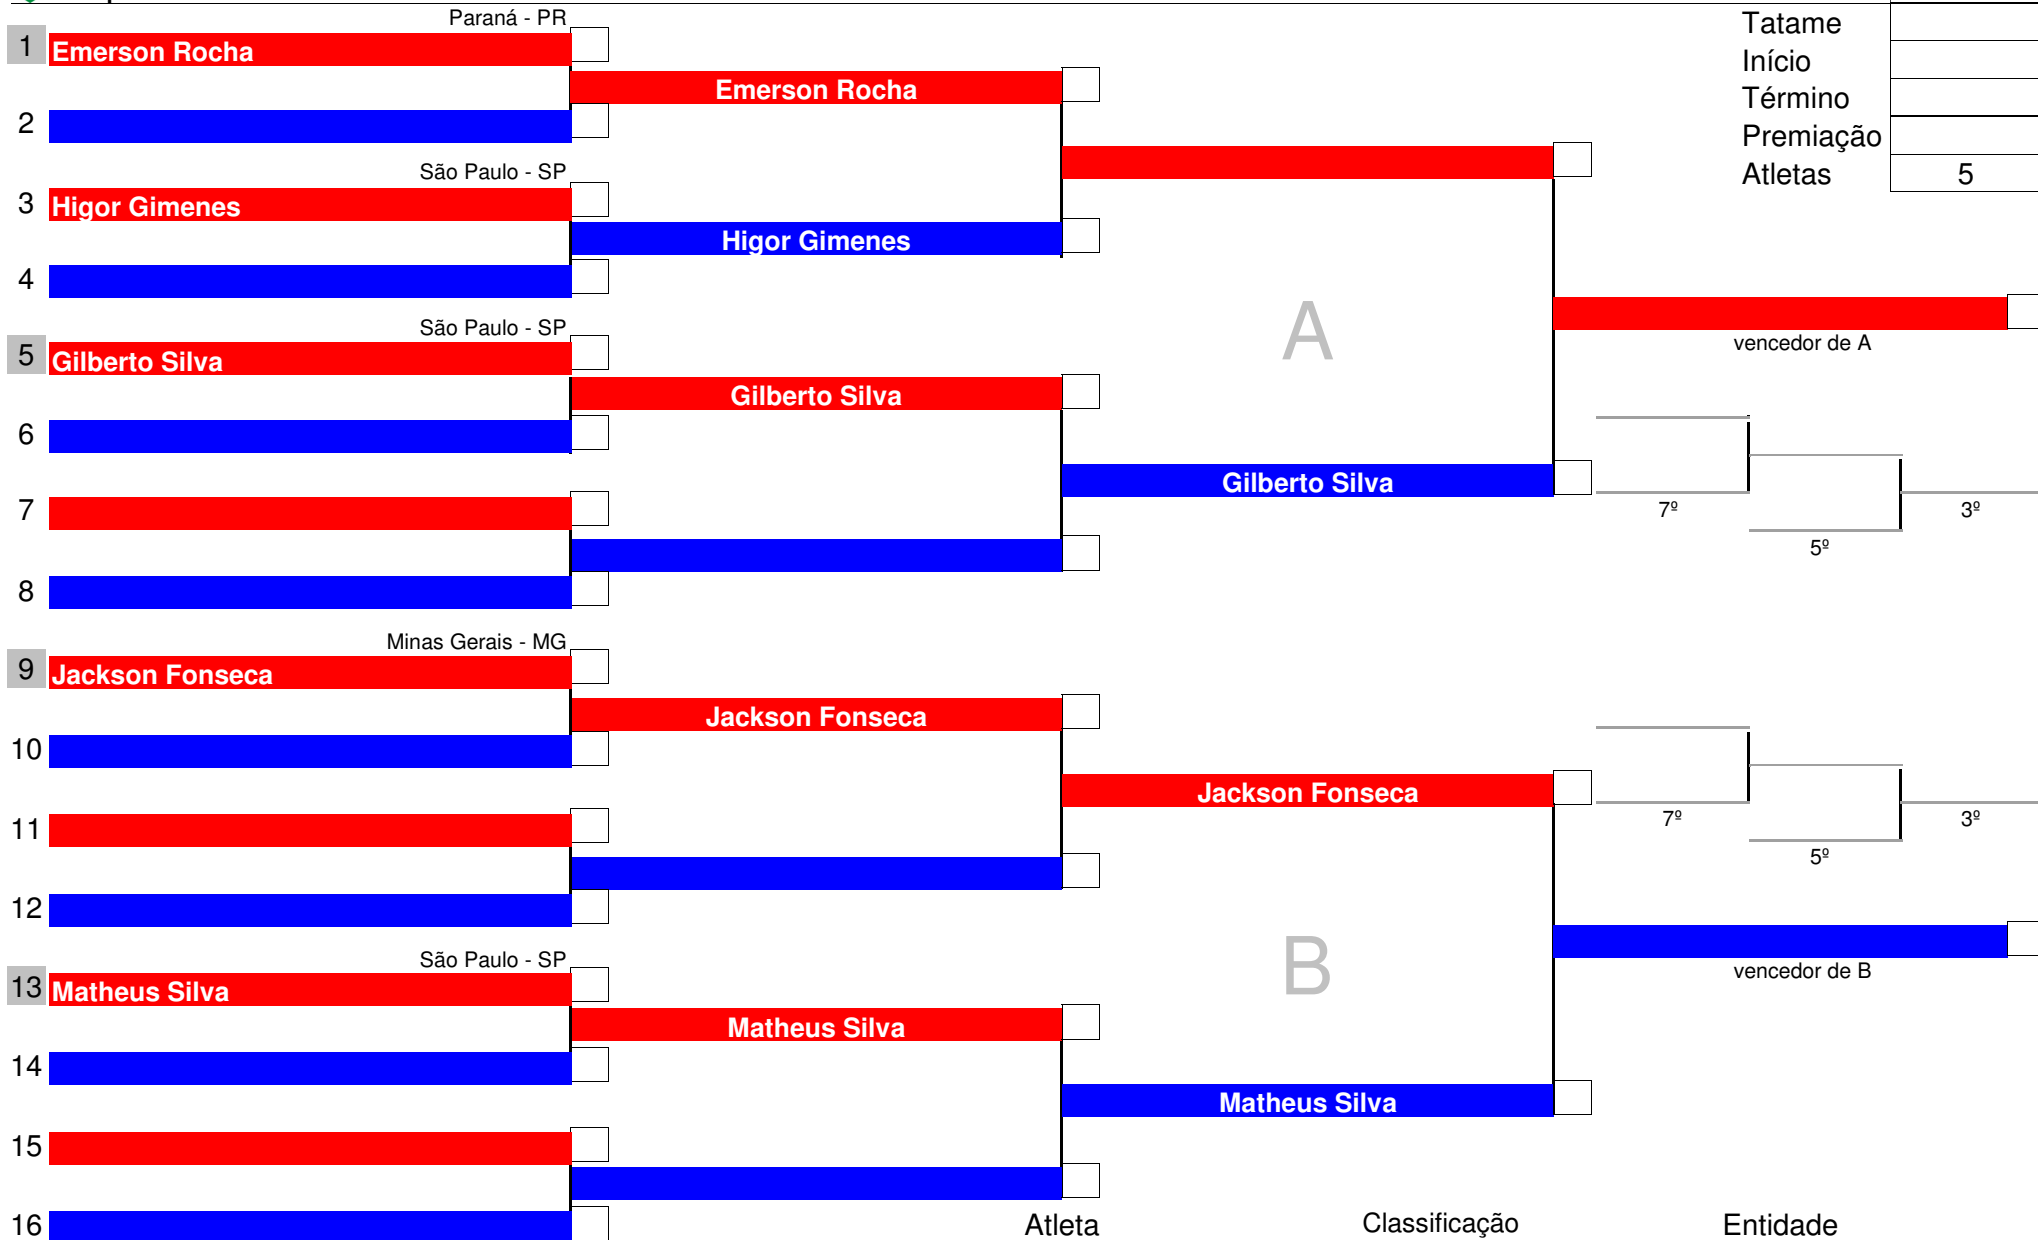 Paraná - PR
Tatame
1 Emerson Rocha
Início
Emerson Rocha
Término
2
Premiação
São Paulo - SP
Atletas 5
3 Higor Gimenes
Higor Gimenes
4
São Paulo - SP
A
vencedor de A
5 Gilberto Silva
Gilberto Silva
6
Gilberto Silva
7
7º
3º
5º
8
Minas Gerais - MG
9 Jackson Fonseca
Jackson Fonseca
10
Jackson Fonseca
7º
3º
11
5º
12
São Paulo - SP
B
vencedor de B
13 Matheus Silva
Matheus Silva
14
Matheus Silva
15
16
Atleta
Classificação
Entidade